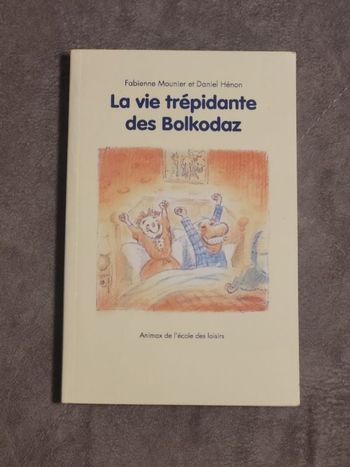 Fabienne Mounier et Daniel Hénon
La vie trépidante
des Bolkodaz
Animax de l'école des loisirs